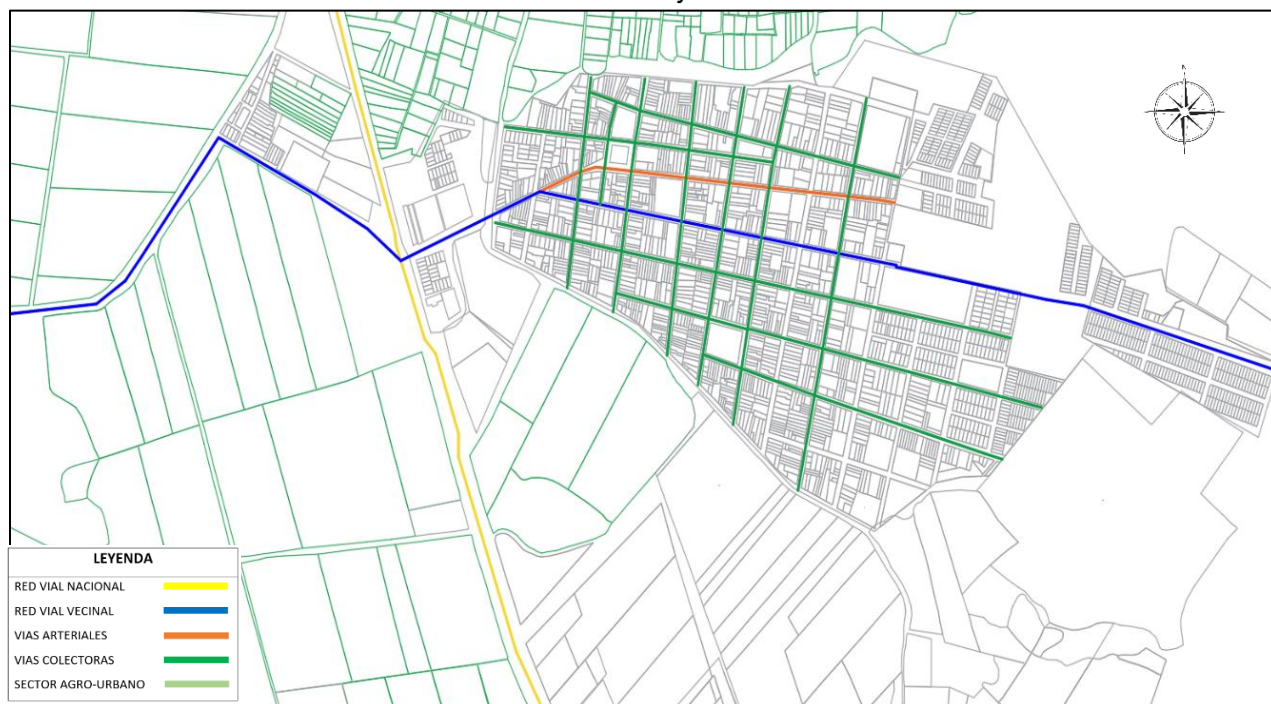 N
LEYENDA
RED VIAL NACIONAL
RED VIAL VECINAL
VIAS ARTERIALES
VIAS COLECTORAS
SECTOR AGRO-URBANO